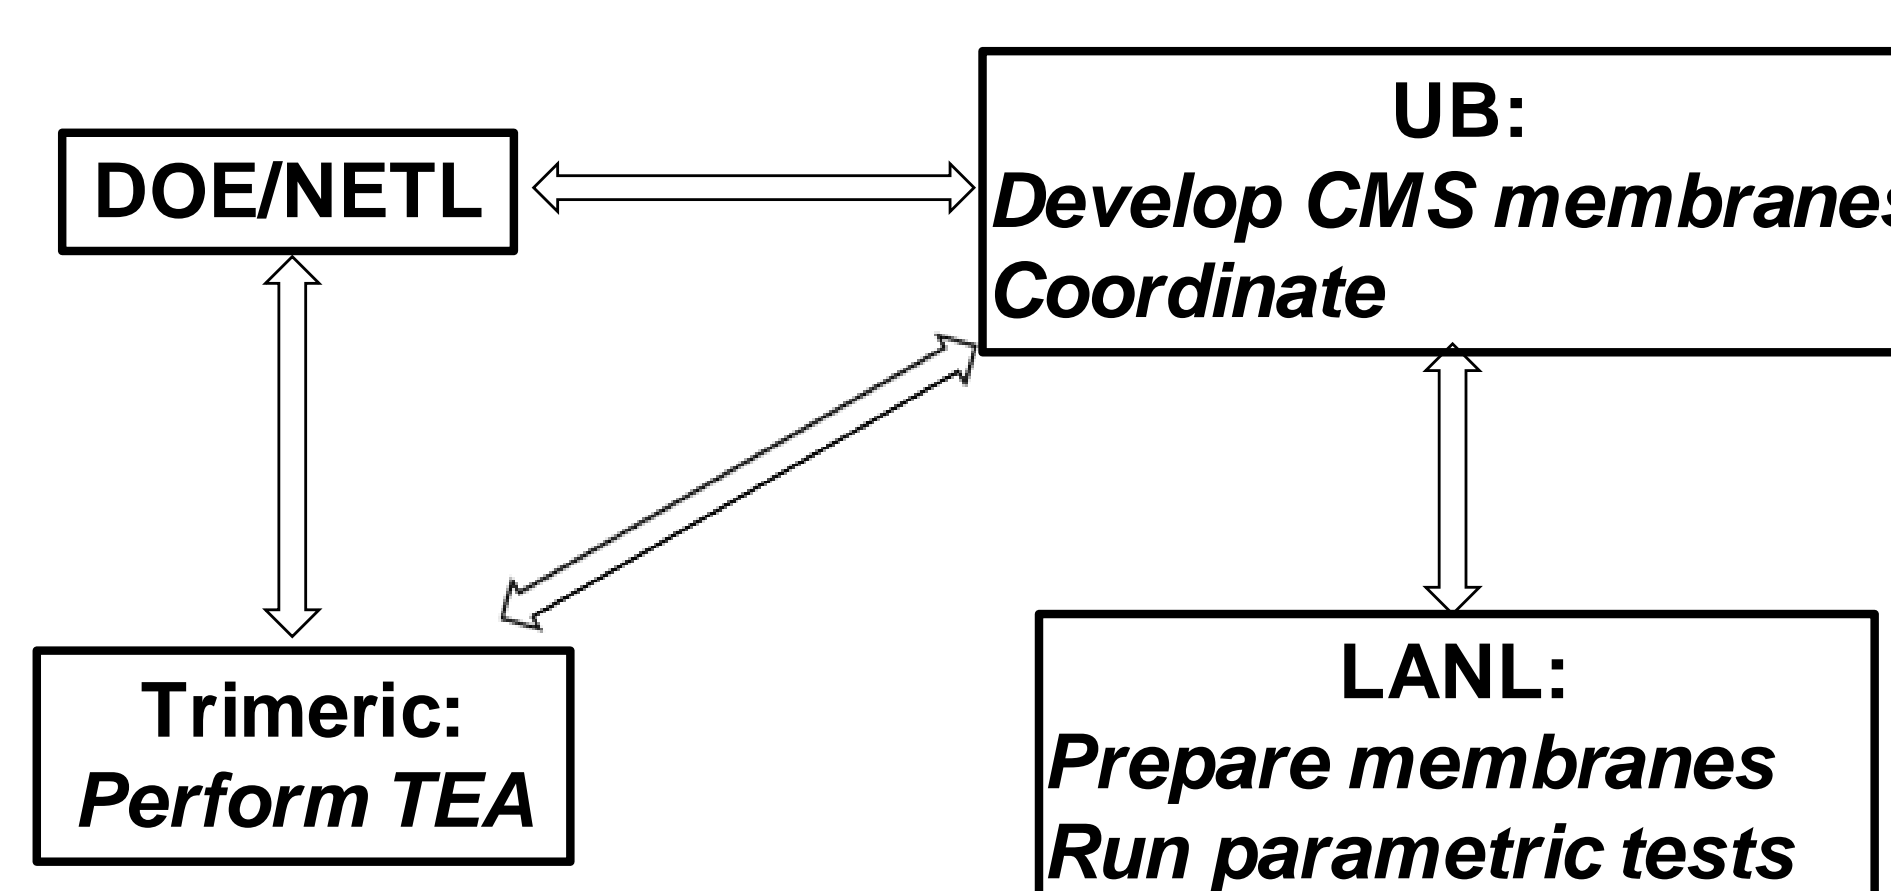 UB:
DOE/NETL
Develop CMS membranes
Coordinate
Trimeric:
Perform TEA
LANL:
Prepare membranes
Run parametric tests